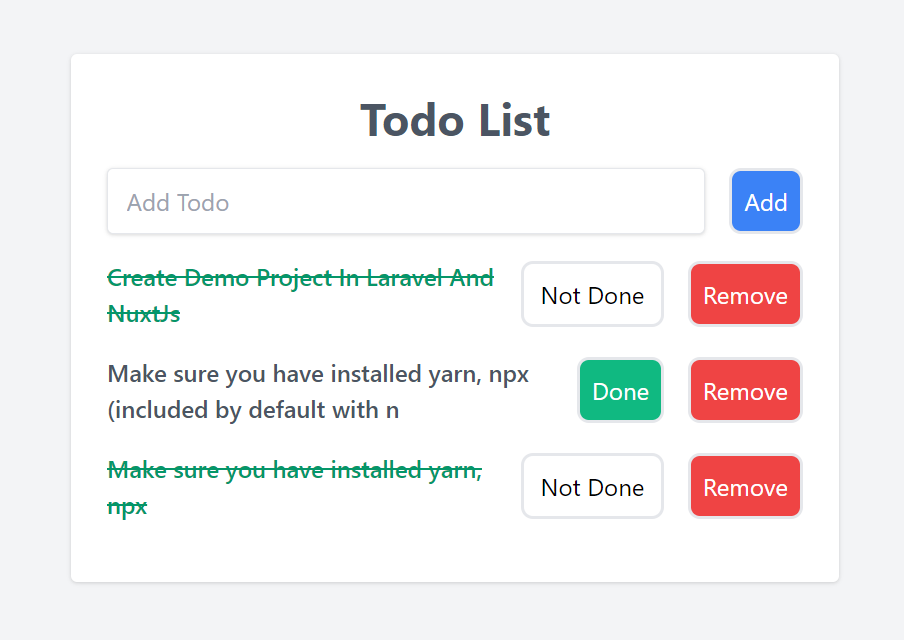 Todo List
Add Todo
Add
Create Demo Project In Laravel And
NuxtJs
Not Done
Remove
Make sure you have installed yarn, npx
(included by default with n
Done
Remove
Make sure you have installed yarn,
npx
Not Done
Remove